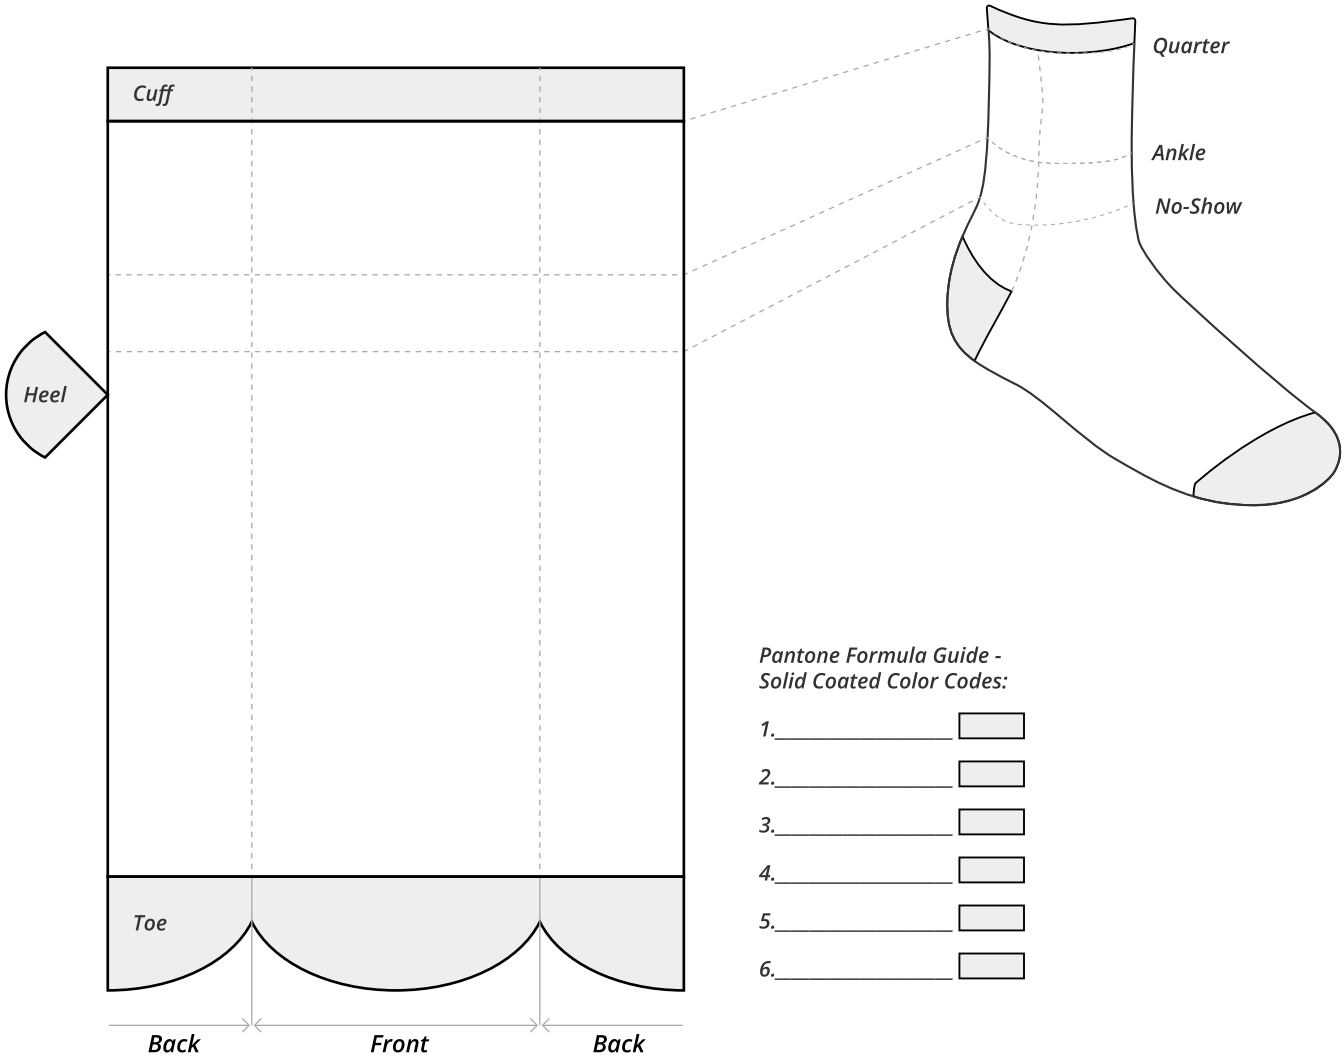 Cuff
Heel
Toe
Back
Front
Back
Quarter
Ankle
No-Show
Pantone Formula Guide -
Solid Coated Color Codes:
1.
2.
3.
4.
5.
6.